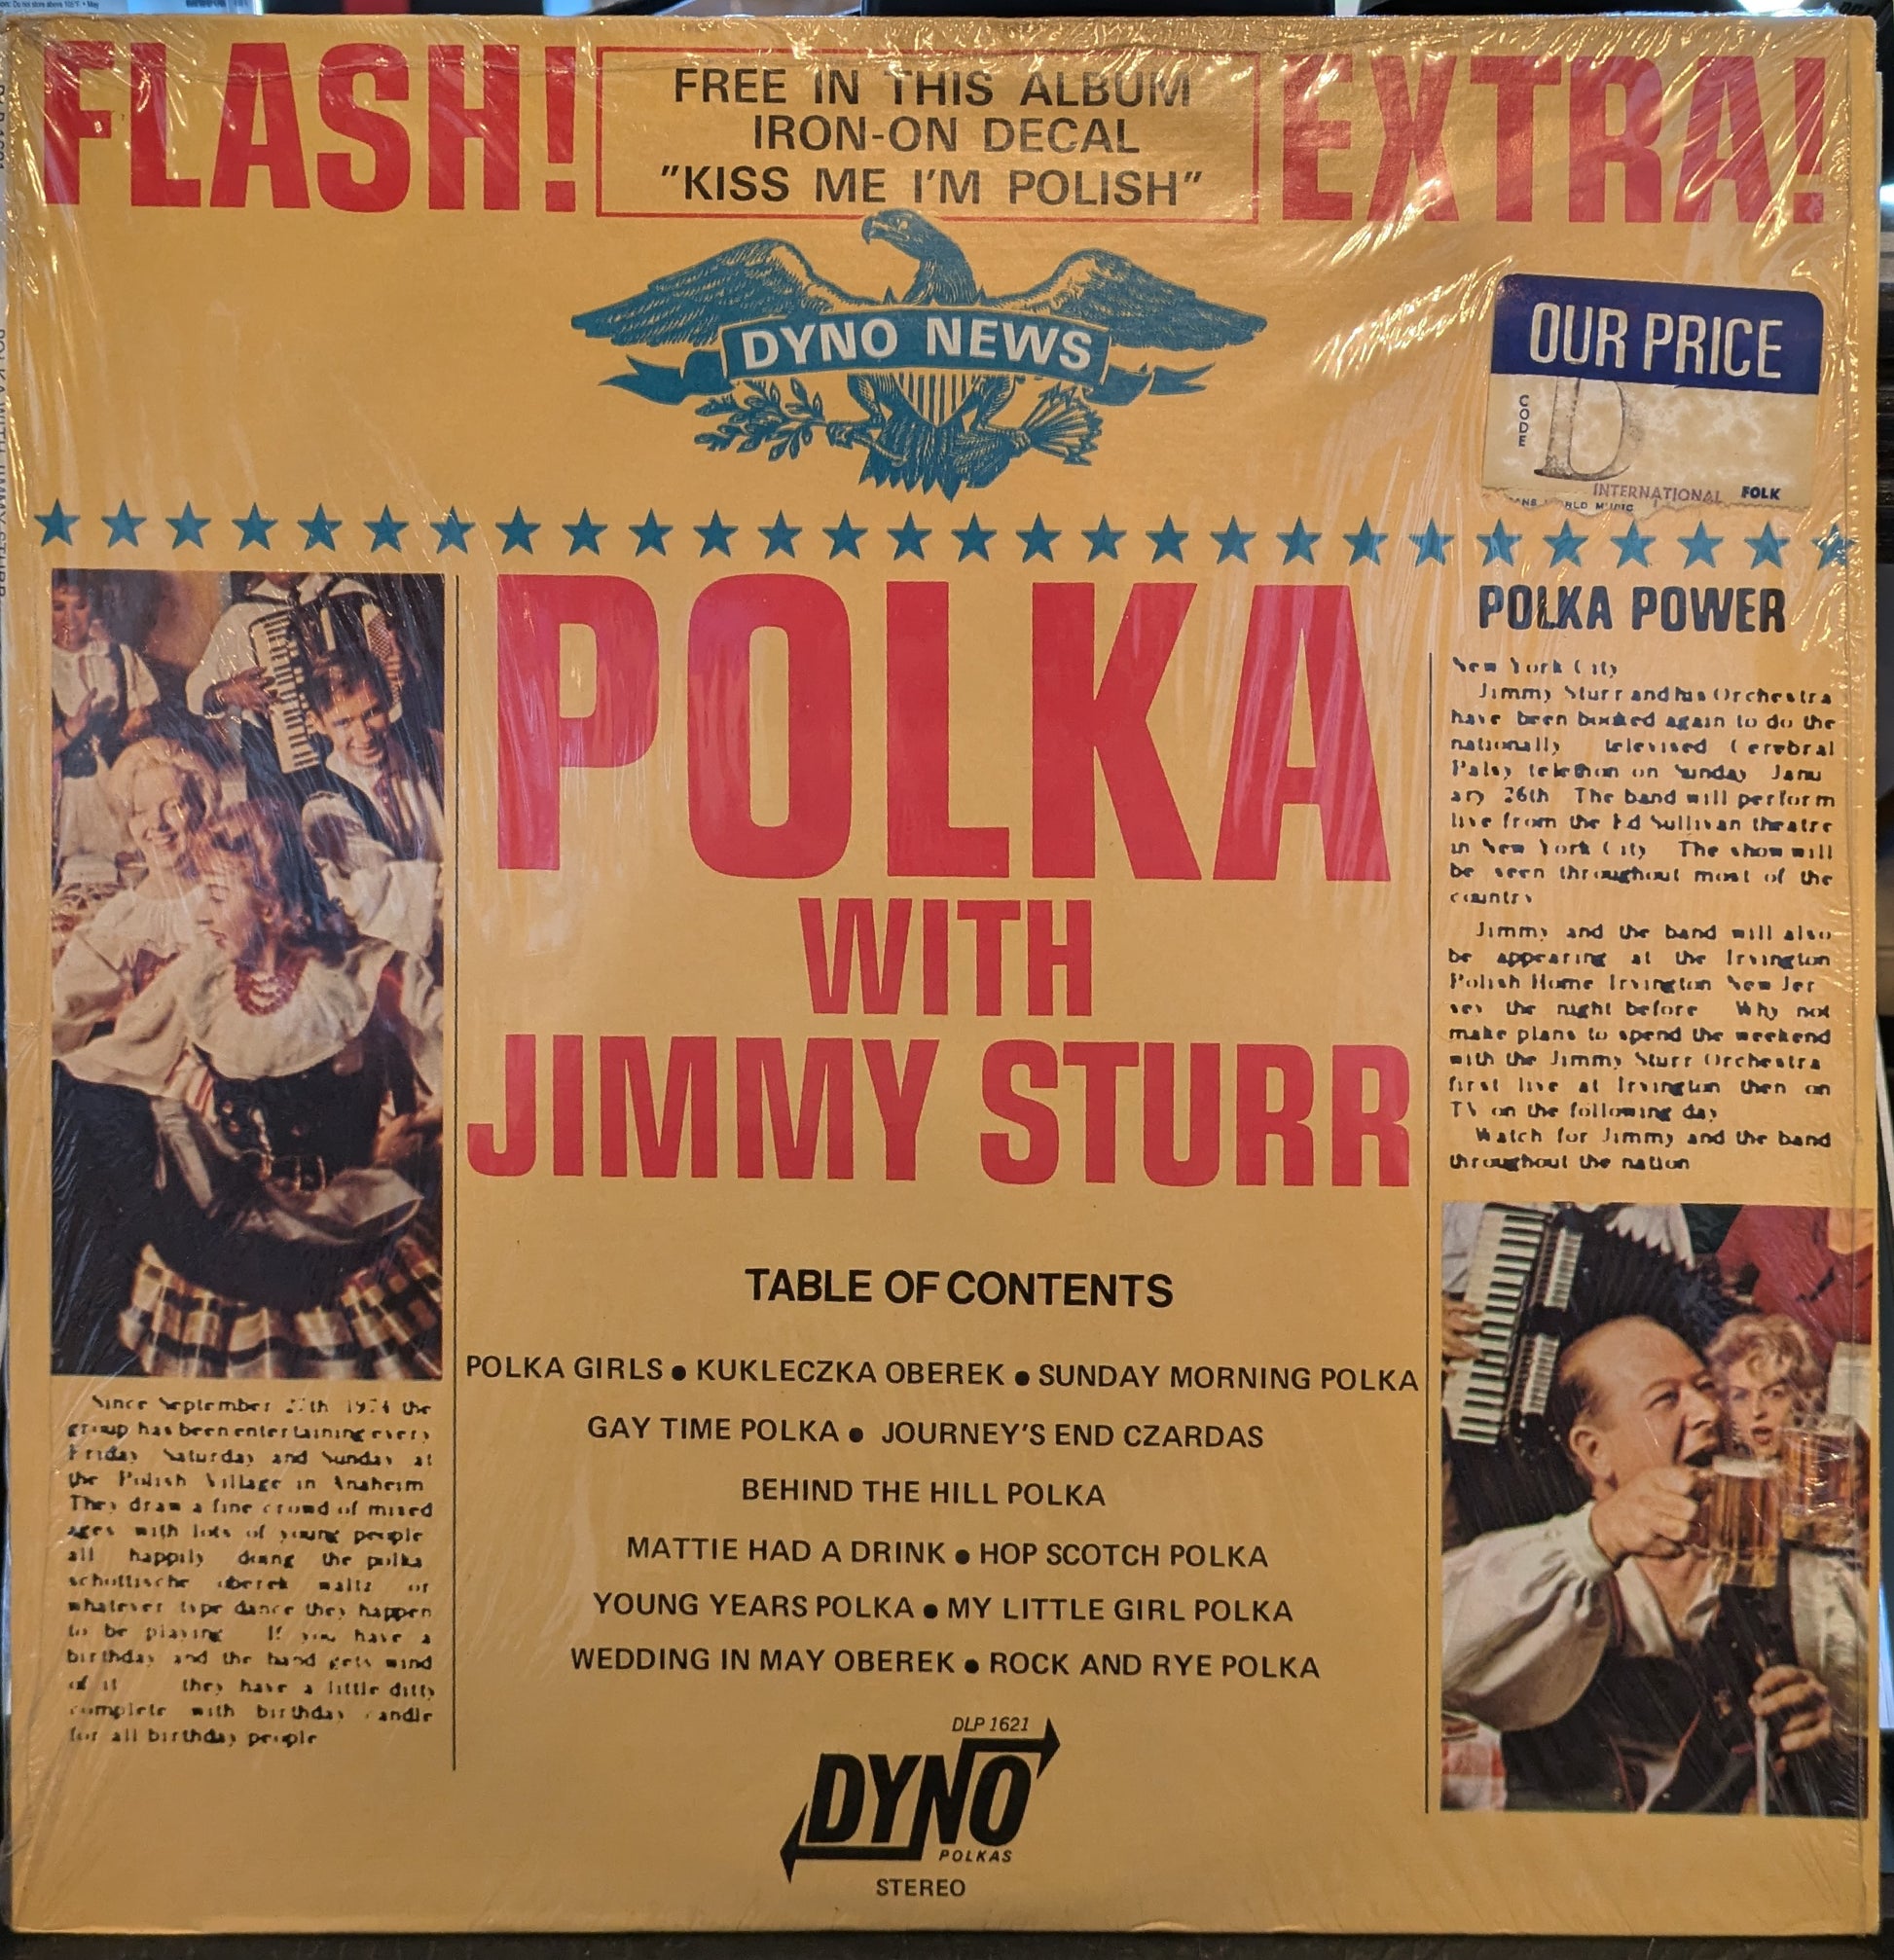 FLASH!
FREE IN THIS ALBUM
IRON-ON DECAL
"KISS ME I'M POLISH"
EXTRA!
DYNO NEWS
OUR PRICE
CODE
D
INTERNATIONAL FOLK
POLKA
WITH
JIMMY STURR
TABLE OF CONTENTS
POLKA GIRLS ● KUKLECZKA OBEREK ● SUNDAY MORNING POLKA
GAY TIME POLKA ● JOURNEY'S END CZARDAS
BEHIND THE HILL POLKA
MATTIE HAD A DRINK ● HOP SCOTCH POLKA
YOUNG YEARS POLKA ● MY LITTLE GIRL POLKA
WEDDING IN MAY OBEREK ● ROCK AND RYE POLKA
DLP 1621
DYNO
POLKAS
STEREO
Since September 27th 1974 the
group has been entertaining every
Friday Saturday and Sunday at
the Polish Village in Anaheim
They draw a fine crowd of mixed
ages with lots of young people
all happily doing the polka
schottische oberek waltz or
whatever type dance they happen
to be playing If you have a
birthday and the band gets wind
of it they have a little ditty
complete with birthday candle
for all birthday people
POLKA POWER
New York City
Jimmy Sturr and his Orchestra
have been booked again to do the
nationally televised Cerebral
Palsy telethon on Sunday Janu
ary 26th The band will perform
live from the Ed Sullivan theatre
in New York City The show will
be seen throughout most of the
country
Jimmy and the band will also
be appearing at the Irvington
Polish Home Irvington New Jer
sey the night before Why not
make plans to spend the weekend
with the Jimmy Sturr Orchestra
first live at Irvington then on
TV on the following day
Watch for Jimmy and the band
throughout the nation